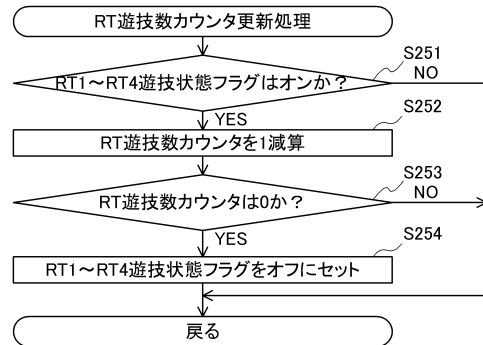 RT遊技数カウンタ更新処理
S251
RT1～RT4遊技状態フラグはオンか？
NO
YES
S252
RT遊技数カウンタを1減算
S253
RT遊技数カウンタは0か？
NO
YES
S254
RT1～RT4遊技状態フラグをオフにセット
戻る